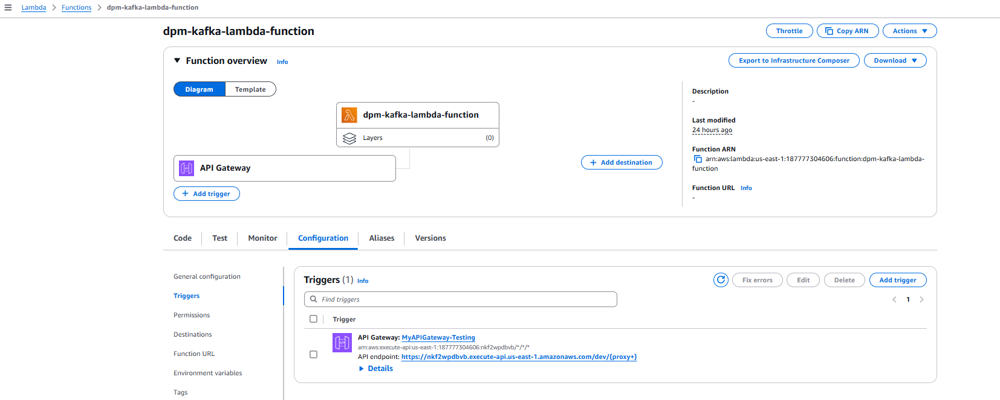 Lambda > Functions > dpm-kafka-lambda-function
dpm-kafka-lambda-function
Throttle
Copy ARN
Actions
Function overview Info
Export to Infrastructure Composer
Download
Diagram
Template
dpm-kafka-lambda-function
Layers (0)
API Gateway
Add trigger
Add destination
Description
-
Last modified
24 hours ago
Function ARN
arn:aws:lambda:us-east-1:187777304606:function:dpm-kafka-lambda-
function
Function URL Info
-
Code
Test
Monitor
Configuration
Aliases
Versions
General configuration
Triggers
Permissions
Destinations
Function URL
Environment variables
Tags
Triggers (1) Info
Fix errors
Edit
Delete
Add trigger
Find triggers
1
Trigger
API Gateway: MyAPIGateway-Testing
arn:aws:execute-api:us-east-1:187777304606:nkf2wpdbvb/*/*/*
API endpoint: https://nkf2wpdbvb.execute-api.us-east-1.amazonaws.com/dev/{proxy+}
Details